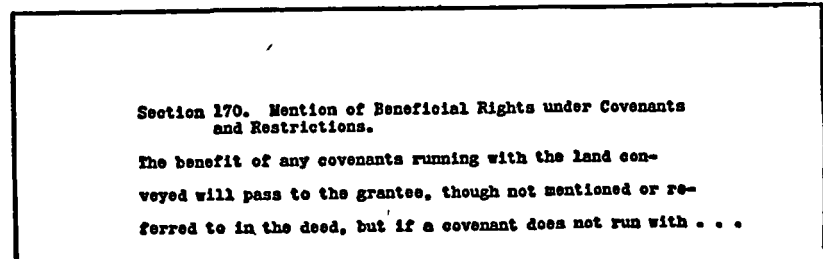 Section 170. Mention of Beneficial Rights under Covenants
and Restrictions.
The benefit of any covenants running with the land con-
veyed will pass to the grantee, though not mentioned or re-
ferred to in the deed, but if a covenant does not run with . . .